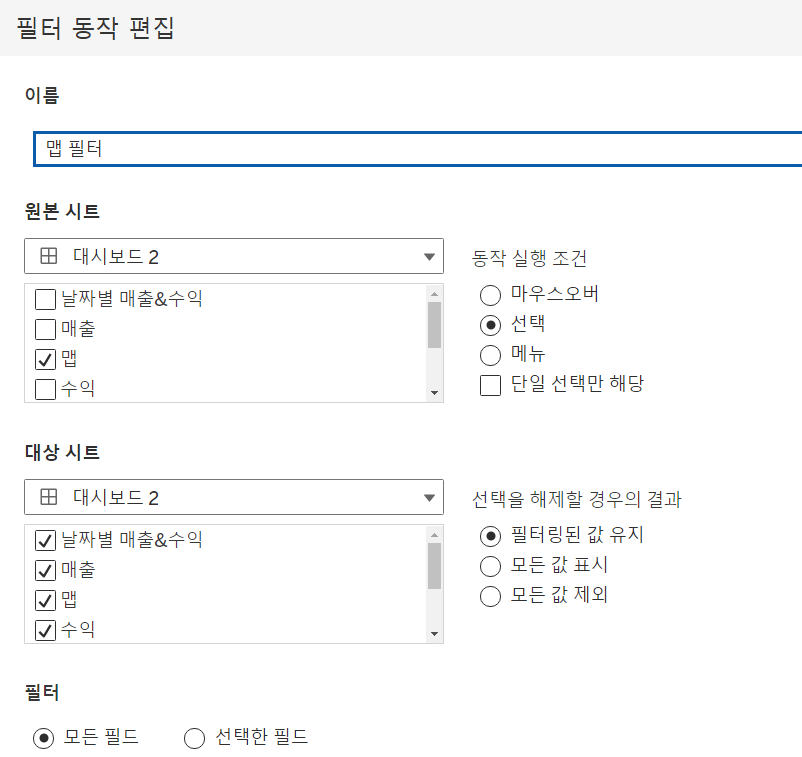 필터 동작 편집
이름
맵 필터
원본 시트
대시보드 2
날짜별 매출&수익
매출
맵
수익
동작 실행 조건
마우스오버
선택
메뉴
단일 선택만 해당
대상 시트
대시보드 2
날짜별 매출&수익
매출
맵
수익
선택을 해제할 경우의 결과
필터링된 값 유지
모든 값 표시
모든 값 제외
필터
모든 필드 선택한 필드